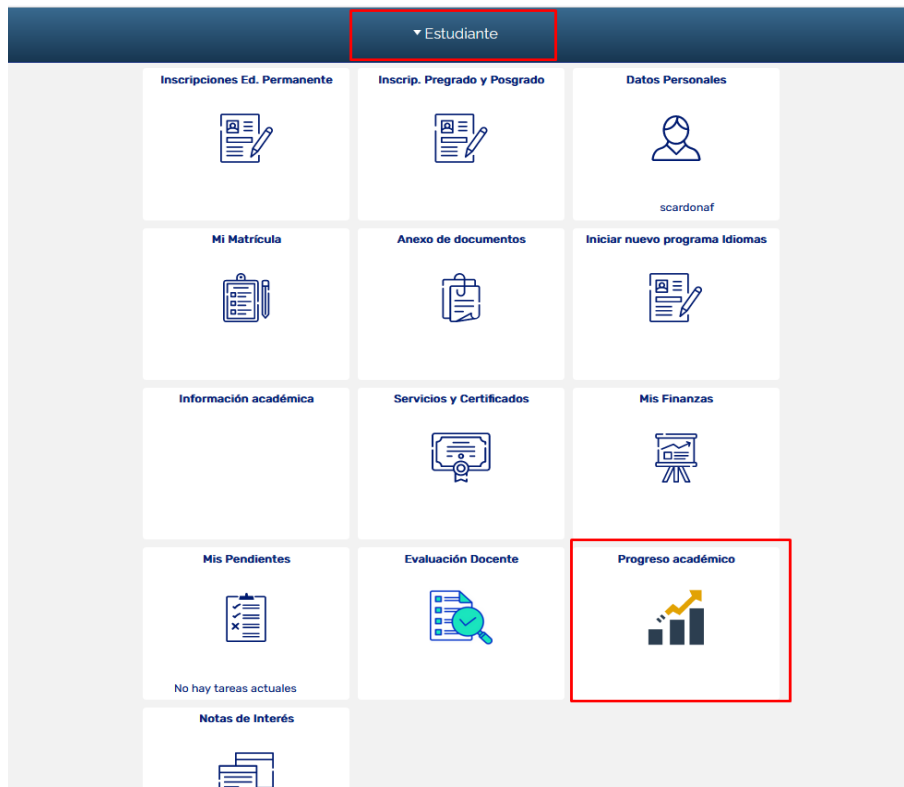 Estudiante
Inscripciones Ed. Permanente
Inscrip. Pregrado y Posgrado
Datos Personales
scardonaf
Mi Matrícula
Anexo de documentos
Iniciar nuevo programa Idiomas
Información académica
Servicios y Certificados
Mis Finanzas
Mis Pendientes
No hay tareas actuales
Evaluación Docente
Progreso académico
Notas de Interés